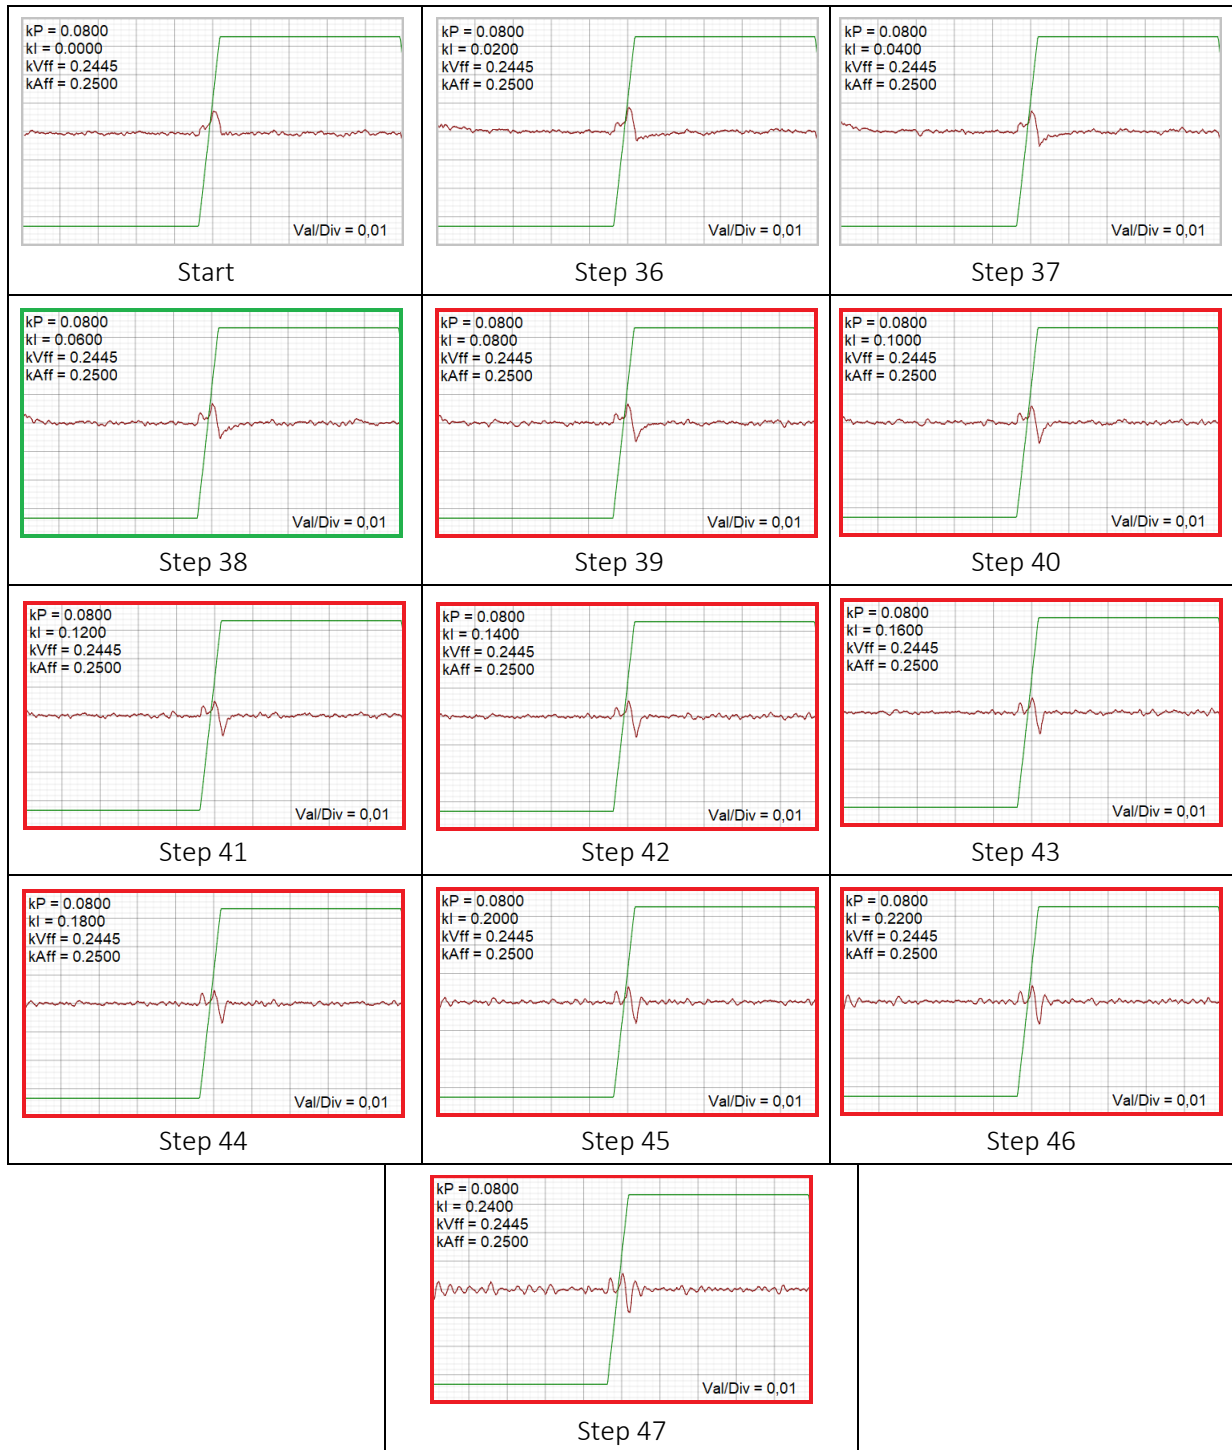 kP = 0.0800
kI = 0.0000
kVff = 0.2445
kAff = 0.2500
Val/Div = 0,01
Start
kP = 0.0800
kI = 0.0200
kVff = 0.2445
kAff = 0.2500
Val/Div = 0,01
Step 36
kP = 0.0800
kI = 0.0400
kVff = 0.2445
kAff = 0.2500
Val/Div = 0,01
Step 37
kP = 0.0800
kI = 0.0600
kVff = 0.2445
kAff = 0.2500
Val/Div = 0,01
Step 38
kP = 0.0800
kI = 0.0800
kVff = 0.2445
kAff = 0.2500
Val/Div = 0,01
Step 39
kP = 0.0800
kI = 0.1000
kVff = 0.2445
kAff = 0.2500
Val/Div = 0,01
Step 40
kP = 0.0800
kI = 0.1200
kVff = 0.2445
kAff = 0.2500
Val/Div = 0,01
Step 41
kP = 0.0800
kI = 0.1400
kVff = 0.2445
kAff = 0.2500
Val/Div = 0,01
Step 42
kP = 0.0800
kI = 0.1600
kVff = 0.2445
kAff = 0.2500
Val/Div = 0,01
Step 43
kP = 0.0800
kI = 0.1800
kVff = 0.2445
kAff = 0.2500
Val/Div = 0,01
Step 44
kP = 0.0800
kI = 0.2000
kVff = 0.2445
kAff = 0.2500
Val/Div = 0,01
Step 45
kP = 0.0800
kI = 0.2200
kVff = 0.2445
kAff = 0.2500
Val/Div = 0,01
Step 46
kP = 0.0800
kI = 0.2400
kVff = 0.2445
kAff = 0.2500
Val/Div = 0,01
Step 47